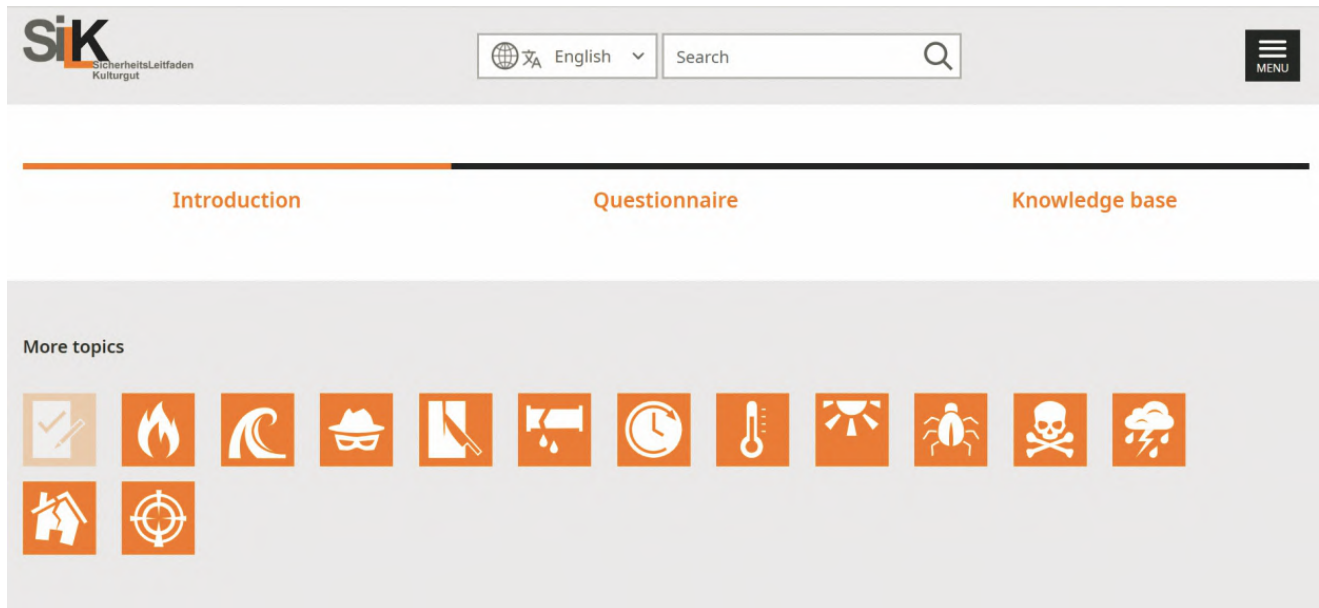 SiLK
SicherheitsLeitfaden
Kulturgut
English
Search
MENU
Introduction
Questionnaire
Knowledge base
More topics